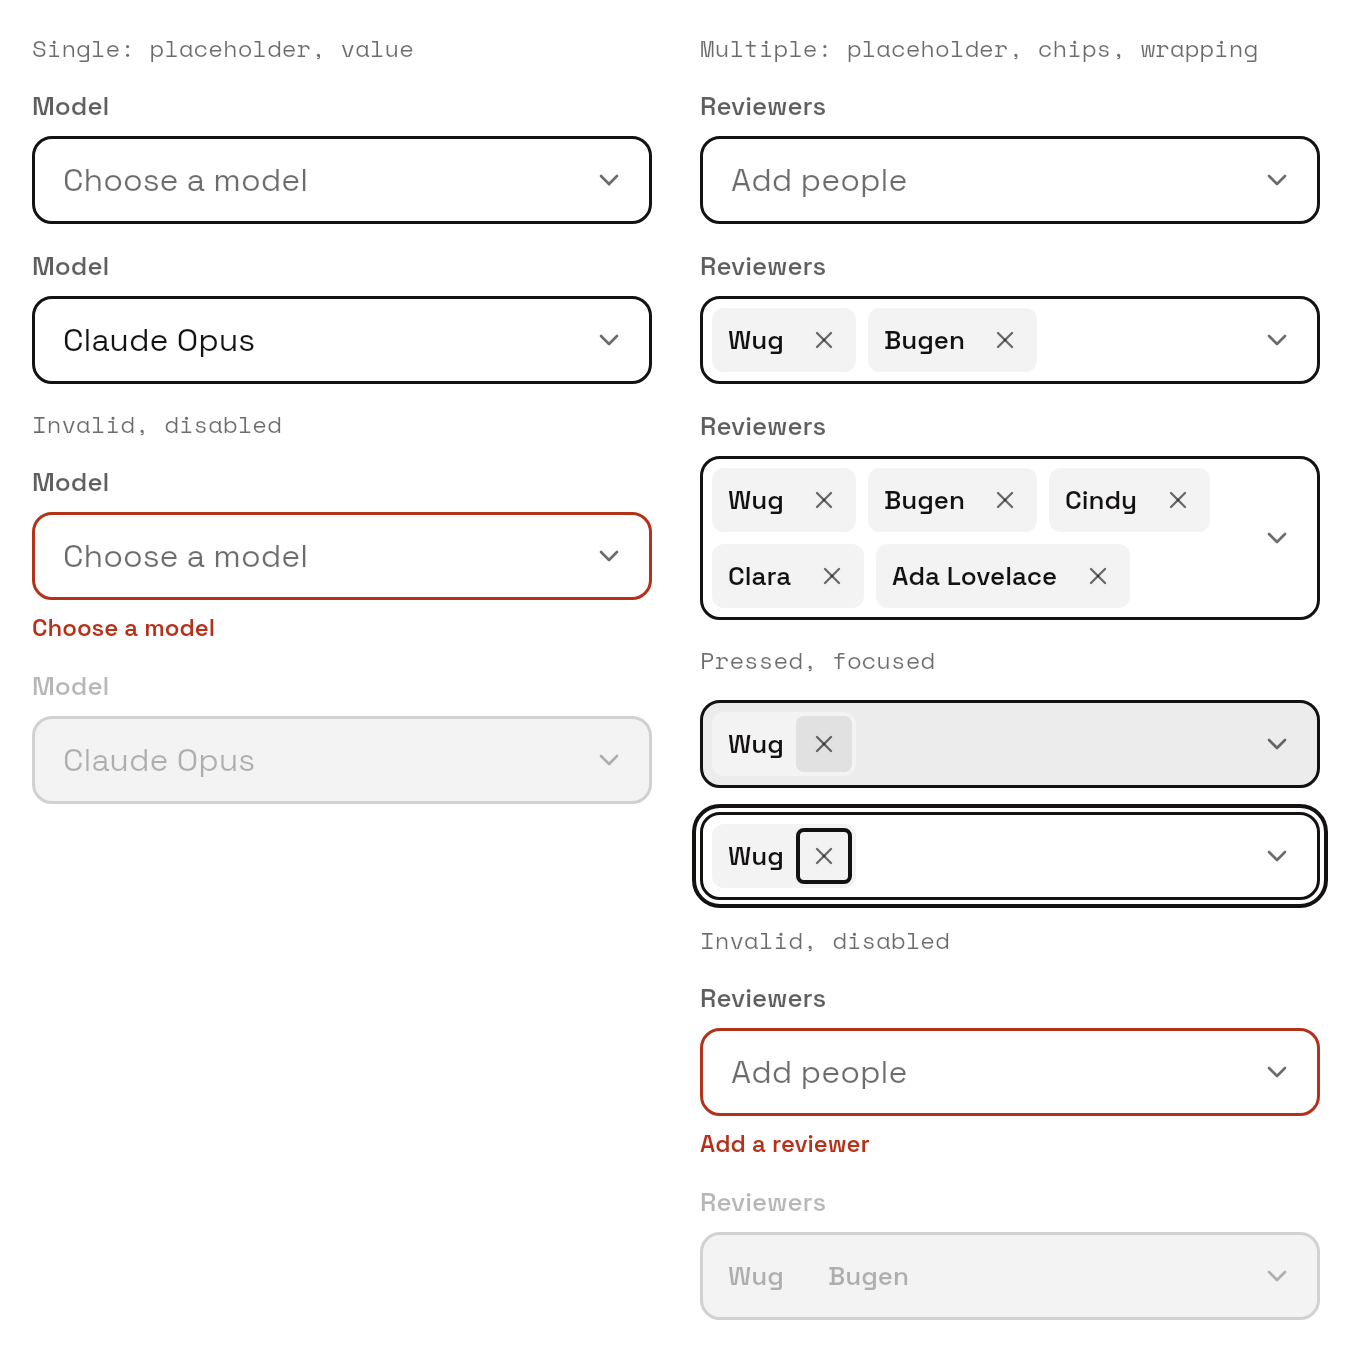 Single: placeholder, value
Model
Choose a model
Model
Claude Opus
Invalid, disabled
Model
Choose a model
Choose a model
Model
Claude Opus
Multiple: placeholder, chips, wrapping
Reviewers
Add people
Reviewers
Wug Bugen
Reviewers
Wug Bugen Cindy
Clara Ada Lovelace
Pressed, focused
Wug
Wug
Invalid, disabled
Reviewers
Add people
Add a reviewer
Reviewers
Wug Bugen